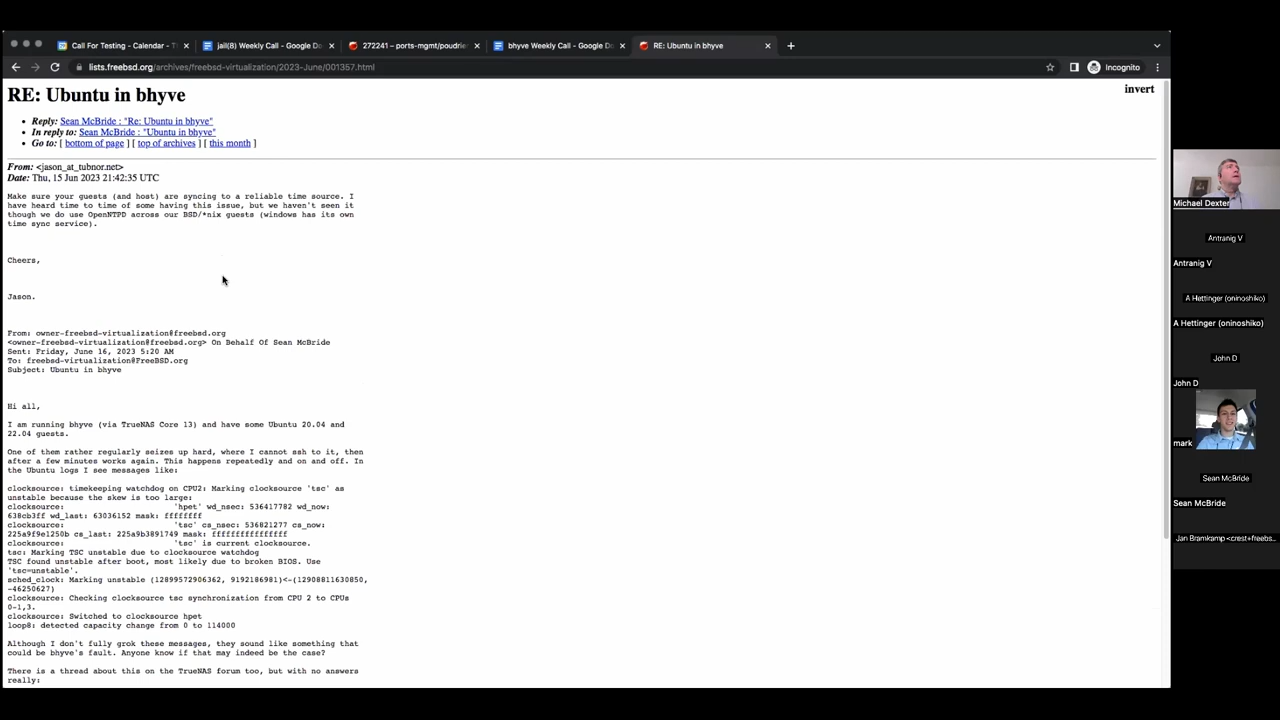 Call For Testing - Calendar - T
jail(8) Weekly Call - Google Do
272241 – ports-mgmt/poudrie
bhyve Weekly Call - Google Do
RE: Ubuntu in bhyve
lists.freebsd.org/archives/freebsd-virtualization/2023-June/001357.html
Incognito
RE: Ubuntu in bhyve
invert
Reply: Sean McBride : "Re: Ubuntu in bhyve"
In reply to: Sean McBride : "Ubuntu in bhyve"
Go to: [ bottom of page ] [ top of archives ] [ this month ]
From: <jason_at_tubnor.net>
Date: Thu, 15 Jun 2023 21:42:35 UTC
Make sure your guests (and host) are syncing to a reliable time source. I
have heard time to time of some having this issue, but we haven't seen it
though we do use OpenNTPD across our BSD/*nix guests (windows has its own
time sync service).
Cheers,
Jason.
From: owner-freebsd-virtualization@freebsd.org
<owner-freebsd-virtualization@freebsd.org> On Behalf Of Sean McBride
Sent: Friday, June 16, 2023 5:20 AM
To: freebsd-virtualization@FreeBSD.org
Subject: Ubuntu in bhyve
Hi all,
I am running bhyve (via TrueNAS Core 13) and have some Ubuntu 20.04 and
22.04 guests.
One of them rather regularly seizes up hard, where I cannot ssh to it, then
after a few minutes works again. This happens repeatedly and on and off. In
the Ubuntu logs I see messages like:
clocksource: timekeeping watchdog on CPU2: Marking clocksource 'tsc' as
unstable because the skew is too large:
clocksource: 'hpet' wd_nsec: 536417782 wd_now:
638cb3ff wd_last: 63036152 mask: ffffffff
clocksource: 'tsc' cs_nsec: 536821277 cs_now:
225a9f9e1250b cs_last: 225a9b3891749 mask: ffffffffffffffff
clocksource: 'tsc' is current clocksource.
tsc: Marking TSC unstable due to clocksource watchdog
TSC found unstable after boot, most likely due to broken BIOS. Use
'tsc=unstable'.
sched_clock: Marking unstable (12899572906362, 9192186981)<-(12908811630850,
-46250627)
clocksource: Checking clocksource tsc synchronization from CPU 2 to CPUs
0-1,3.
clocksource: Switched to clocksource hpet
loop8: detected capacity change from 0 to 114000
Although I don't fully grok these messages, they sound like something that
could be bhyve's fault. Anyone know if that may indeed be the case?
There is a thread about this on the TrueNAS forum too, but with no answers
really:
Michael Dexter
Antranig V
Antranig V
A Hettinger (oninoshiko)
A Hettinger (oninoshiko)
John D
John D
mark
Sean McBride
Sean McBride
Jan Bramkamp <crest+freebs...